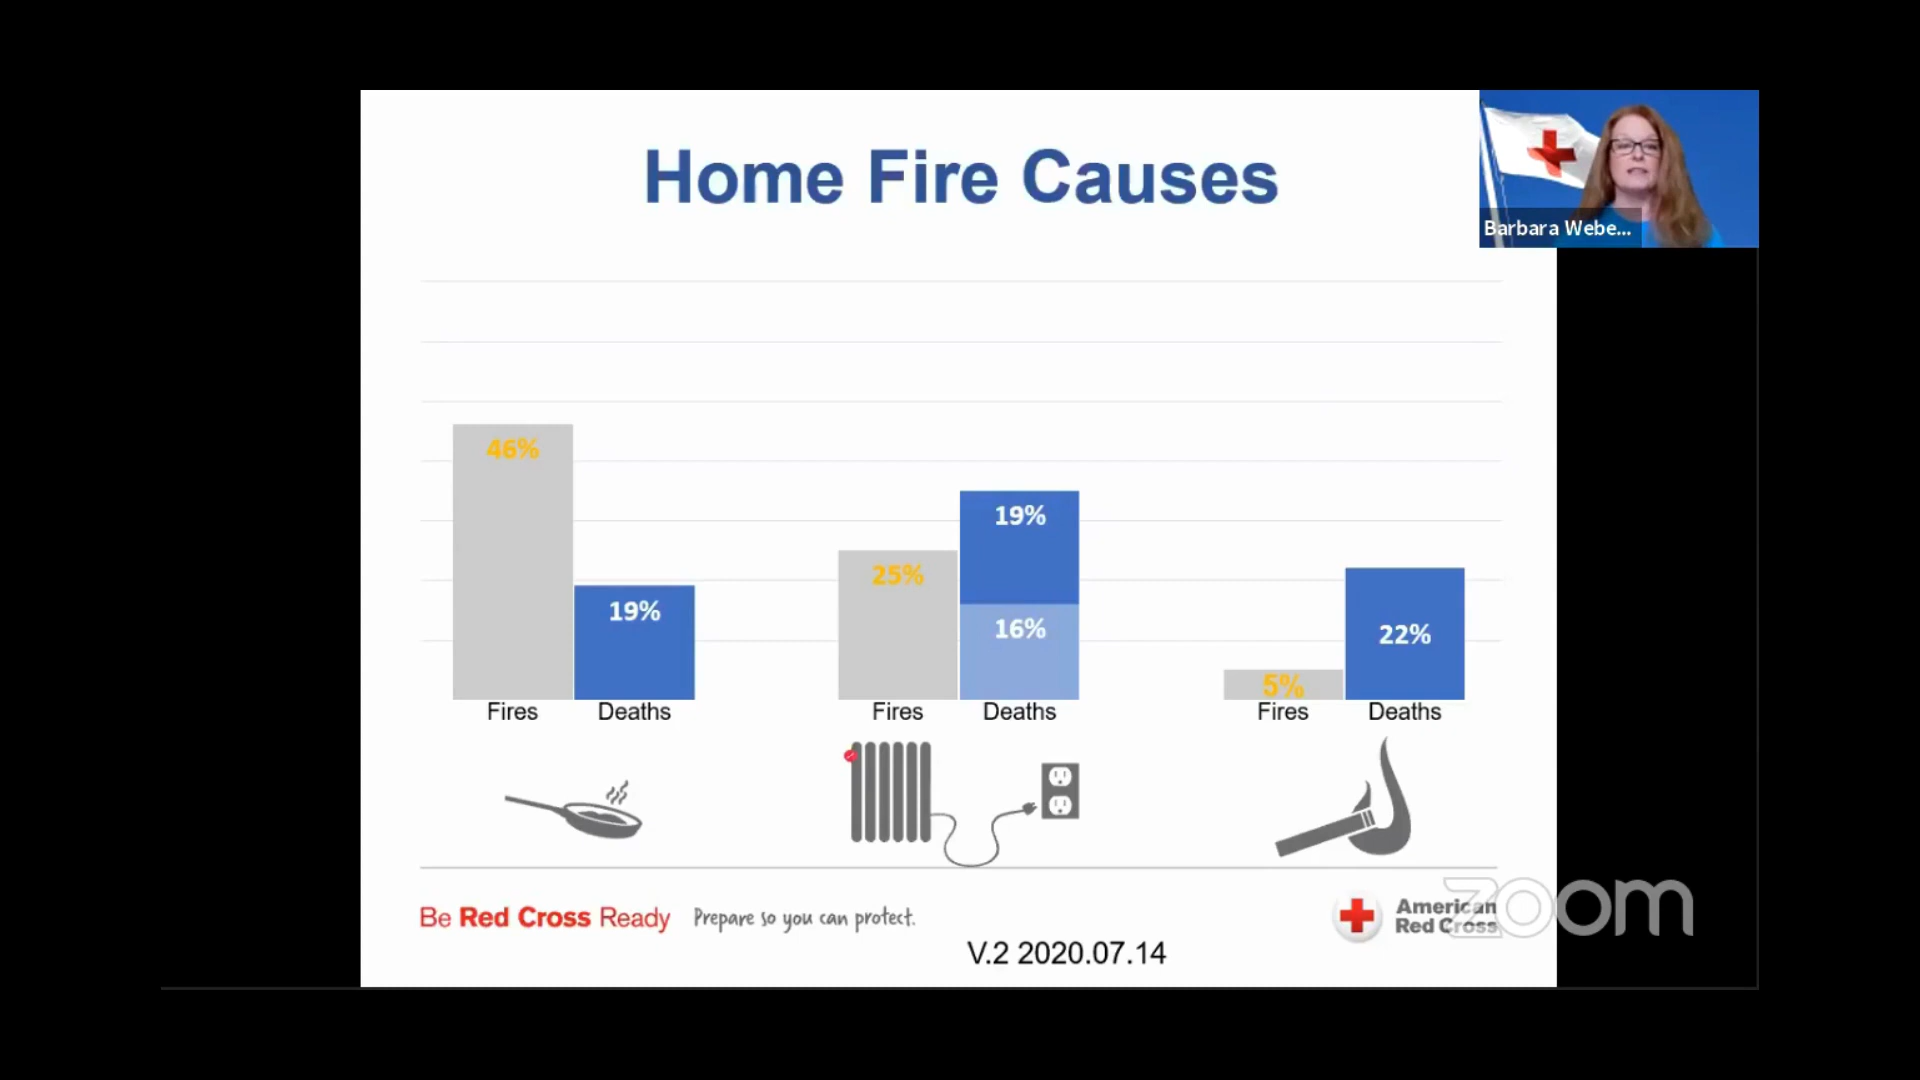 Home Fire Causes
Barbara Webe...
46%
19%
25%
19%
16%
5%
22%
Fires
Deaths
Fires
Deaths
Fires
Deaths
Be Red Cross Ready
Prepare so you can protect.
American
Red Cross
zoom
V.2 2020.07.14